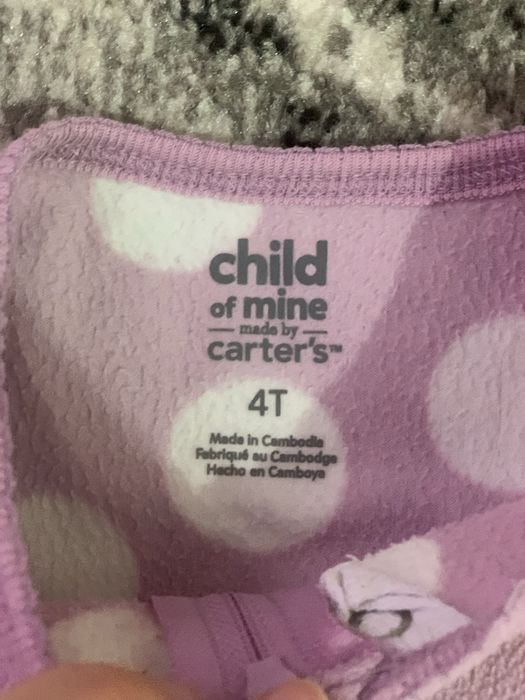 child
of mine
made by
carter's™
4T
Made in Cambodia
Fabriqué au Cambodge
Hecho en Camboya